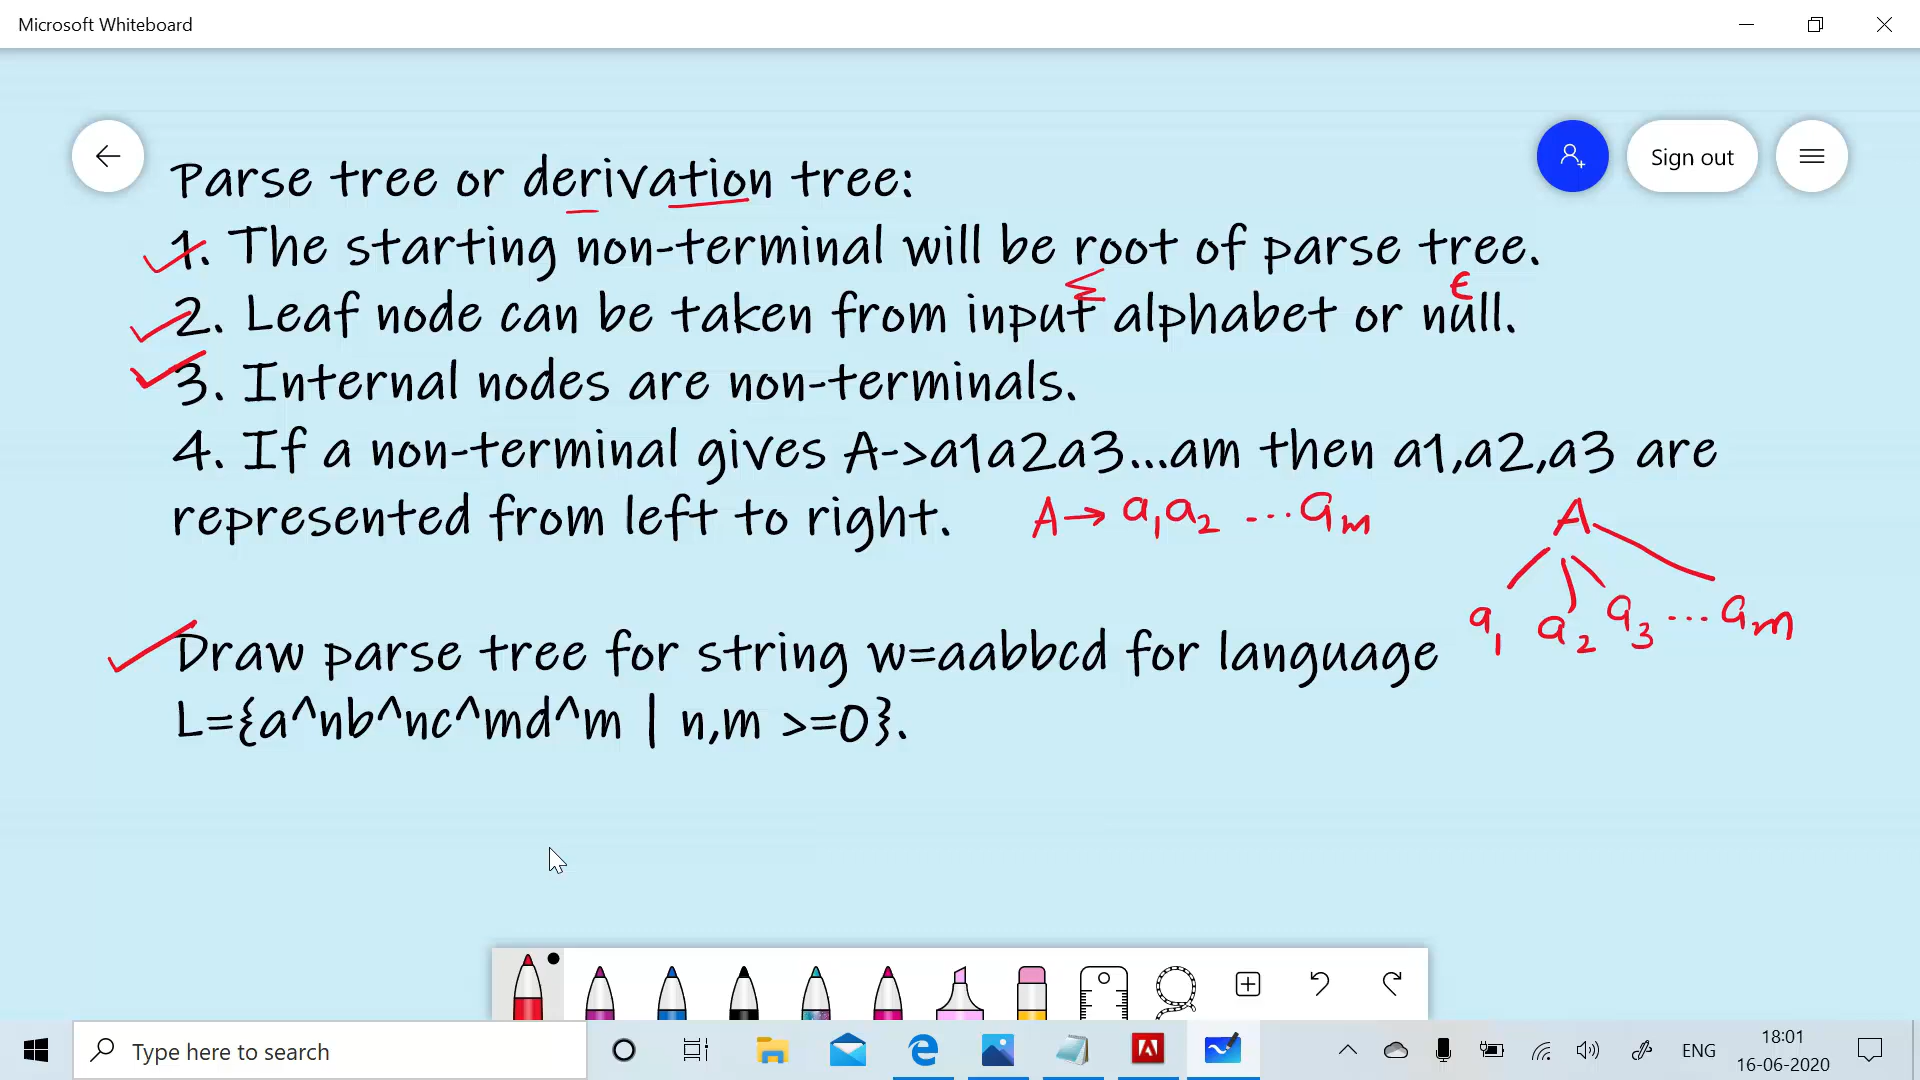 Microsoft Whiteboard
Sign out
Parse tree or derivation tree:
1. The starting non-terminal will be root of parse tree.
Σ ε
2. Leaf node can be taken from input alphabet or null.
3. Internal nodes are non-terminals.
4. If a non-terminal gives A->a1a2a3...am then a1,a2,a3 are
represented from left to right.
A→a₁a₂ ...aₘ
A
a₁ a₂ a₃ ... aₘ
Draw parse tree for string w=aabbcd for language
L={a^nb^nc^md^m | n,m >=0}.
Type here to search
ENG
18:01
16-06-2020